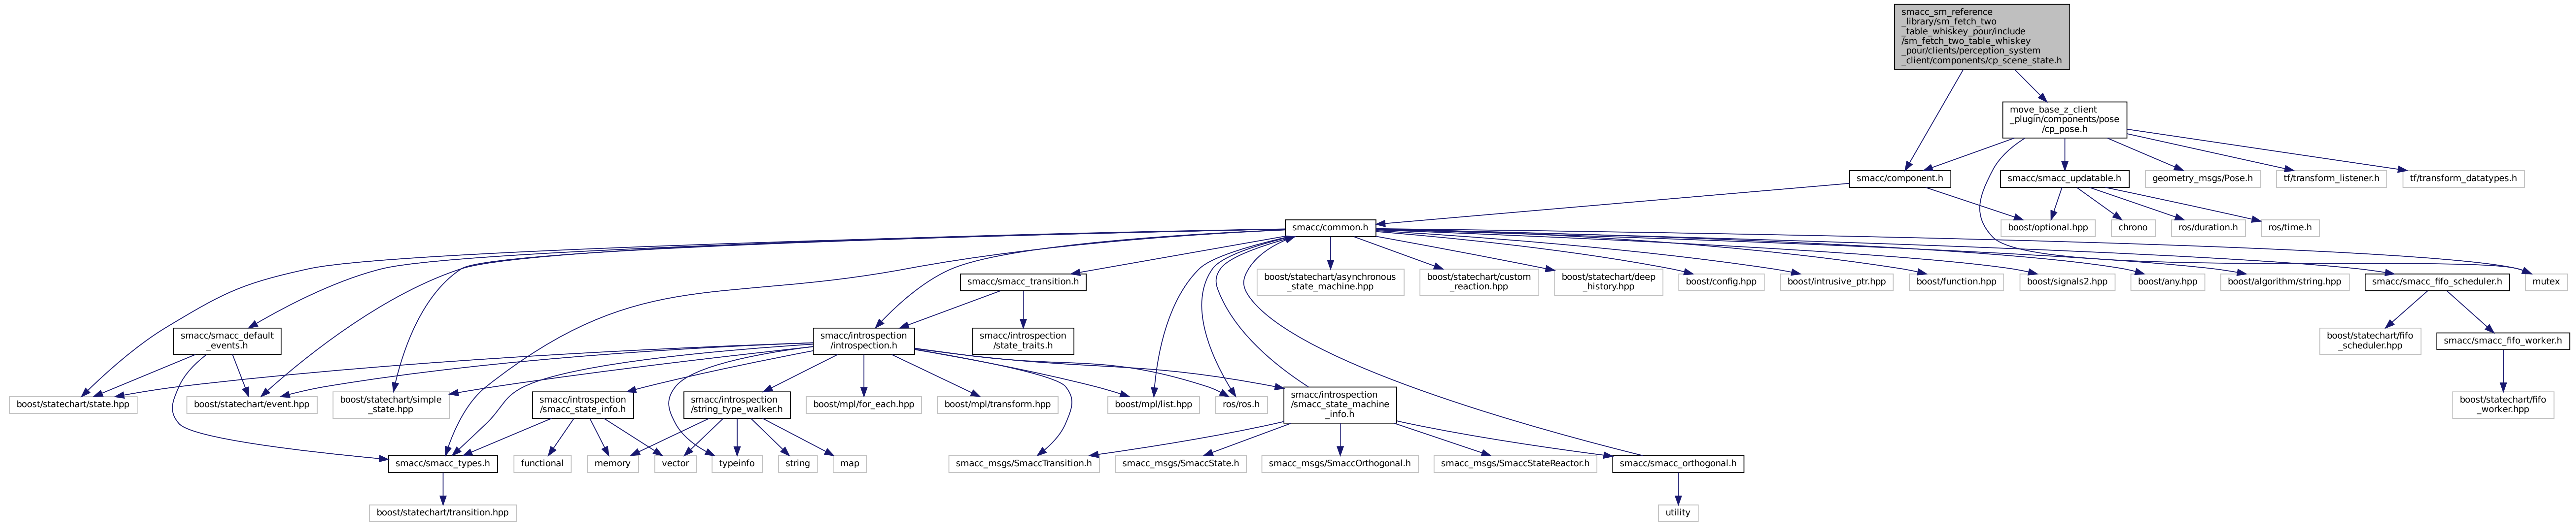 smacc_sm_reference
_library/sm_fetch_two
_table_whiskey_pour/include
/sm_fetch_two_table_whiskey
_pour/clients/perception_system
_client/components/cp_scene_state.h
move_base_z_client
_plugin/components/pose
/cp_pose.h
smacc/component.h
smacc/smacc_updatable.h
geometry_msgs/Pose.h
tf/transform_listener.h
tf/transform_datatypes.h
smacc/common.h
boost/optional.hpp
chrono
ros/duration.h
ros/time.h
smacc/smacc_transition.h
boost/statechart/asynchronous
_state_machine.hpp
boost/statechart/custom
_reaction.hpp
boost/statechart/deep
_history.hpp
boost/config.hpp
boost/intrusive_ptr.hpp
boost/function.hpp
boost/signals2.hpp
boost/any.hpp
boost/algorithm/string.hpp
smacc/smacc_fifo_scheduler.h
mutex
smacc/smacc_default
_events.h
smacc/introspection
/introspection.h
smacc/introspection
/state_traits.h
boost/statechart/fifo
_scheduler.hpp
smacc/smacc_fifo_worker.h
boost/statechart/state.hpp
boost/statechart/event.hpp
boost/statechart/simple
_state.hpp
smacc/introspection
/smacc_state_info.h
smacc/introspection
/string_type_walker.h
boost/mpl/for_each.hpp
boost/mpl/transform.hpp
boost/mpl/list.hpp
ros/ros.h
smacc/introspection
/smacc_state_machine
_info.h
boost/statechart/fifo
_worker.hpp
smacc/smacc_types.h
functional
memory
vector
typeinfo
string
map
smacc_msgs/SmaccTransition.h
smacc_msgs/SmaccState.h
smacc_msgs/SmaccOrthogonal.h
smacc_msgs/SmaccStateReactor.h
smacc/smacc_orthogonal.h
boost/statechart/transition.hpp
utility